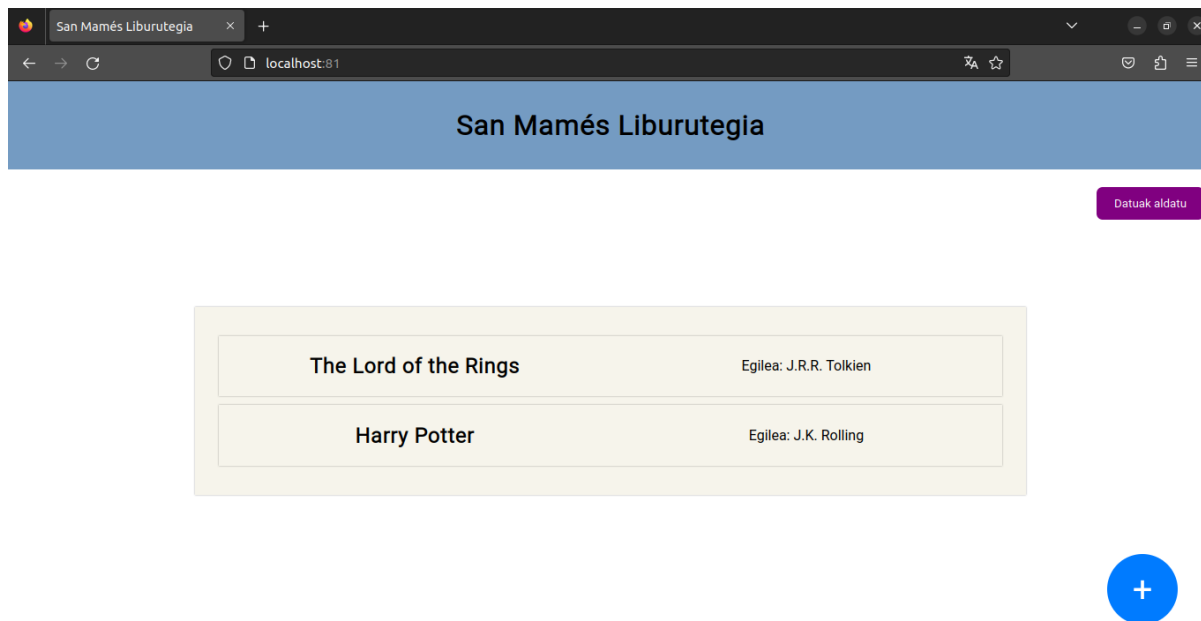 San Mamés Liburutegia
localhost:81
San Mamés Liburutegia
Datuak aldatu
The Lord of the Rings
Egilea: J.R.R. Tolkien
Harry Potter
Egilea: J.K. Rolling
+